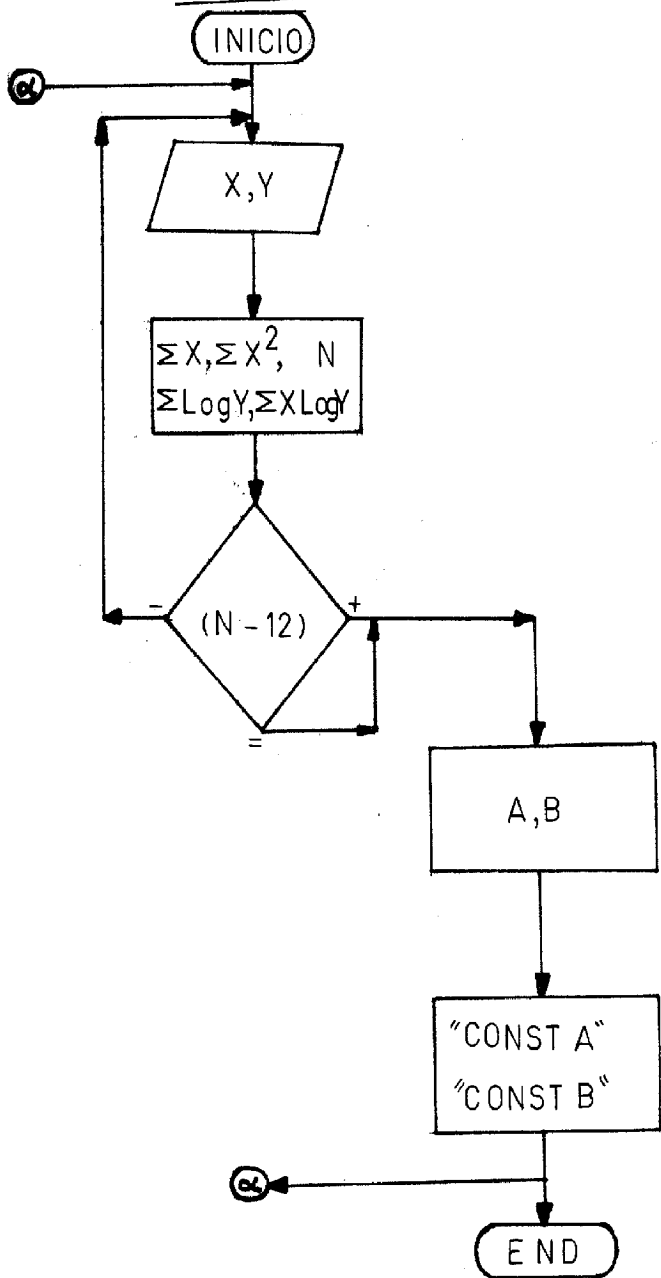 INICIO
α
X,Y
ΣX,ΣX², N
ΣLogY,ΣXLogY
(N-12)
-
+
=
A,B
"CONST A"
"CONST B"
α
END